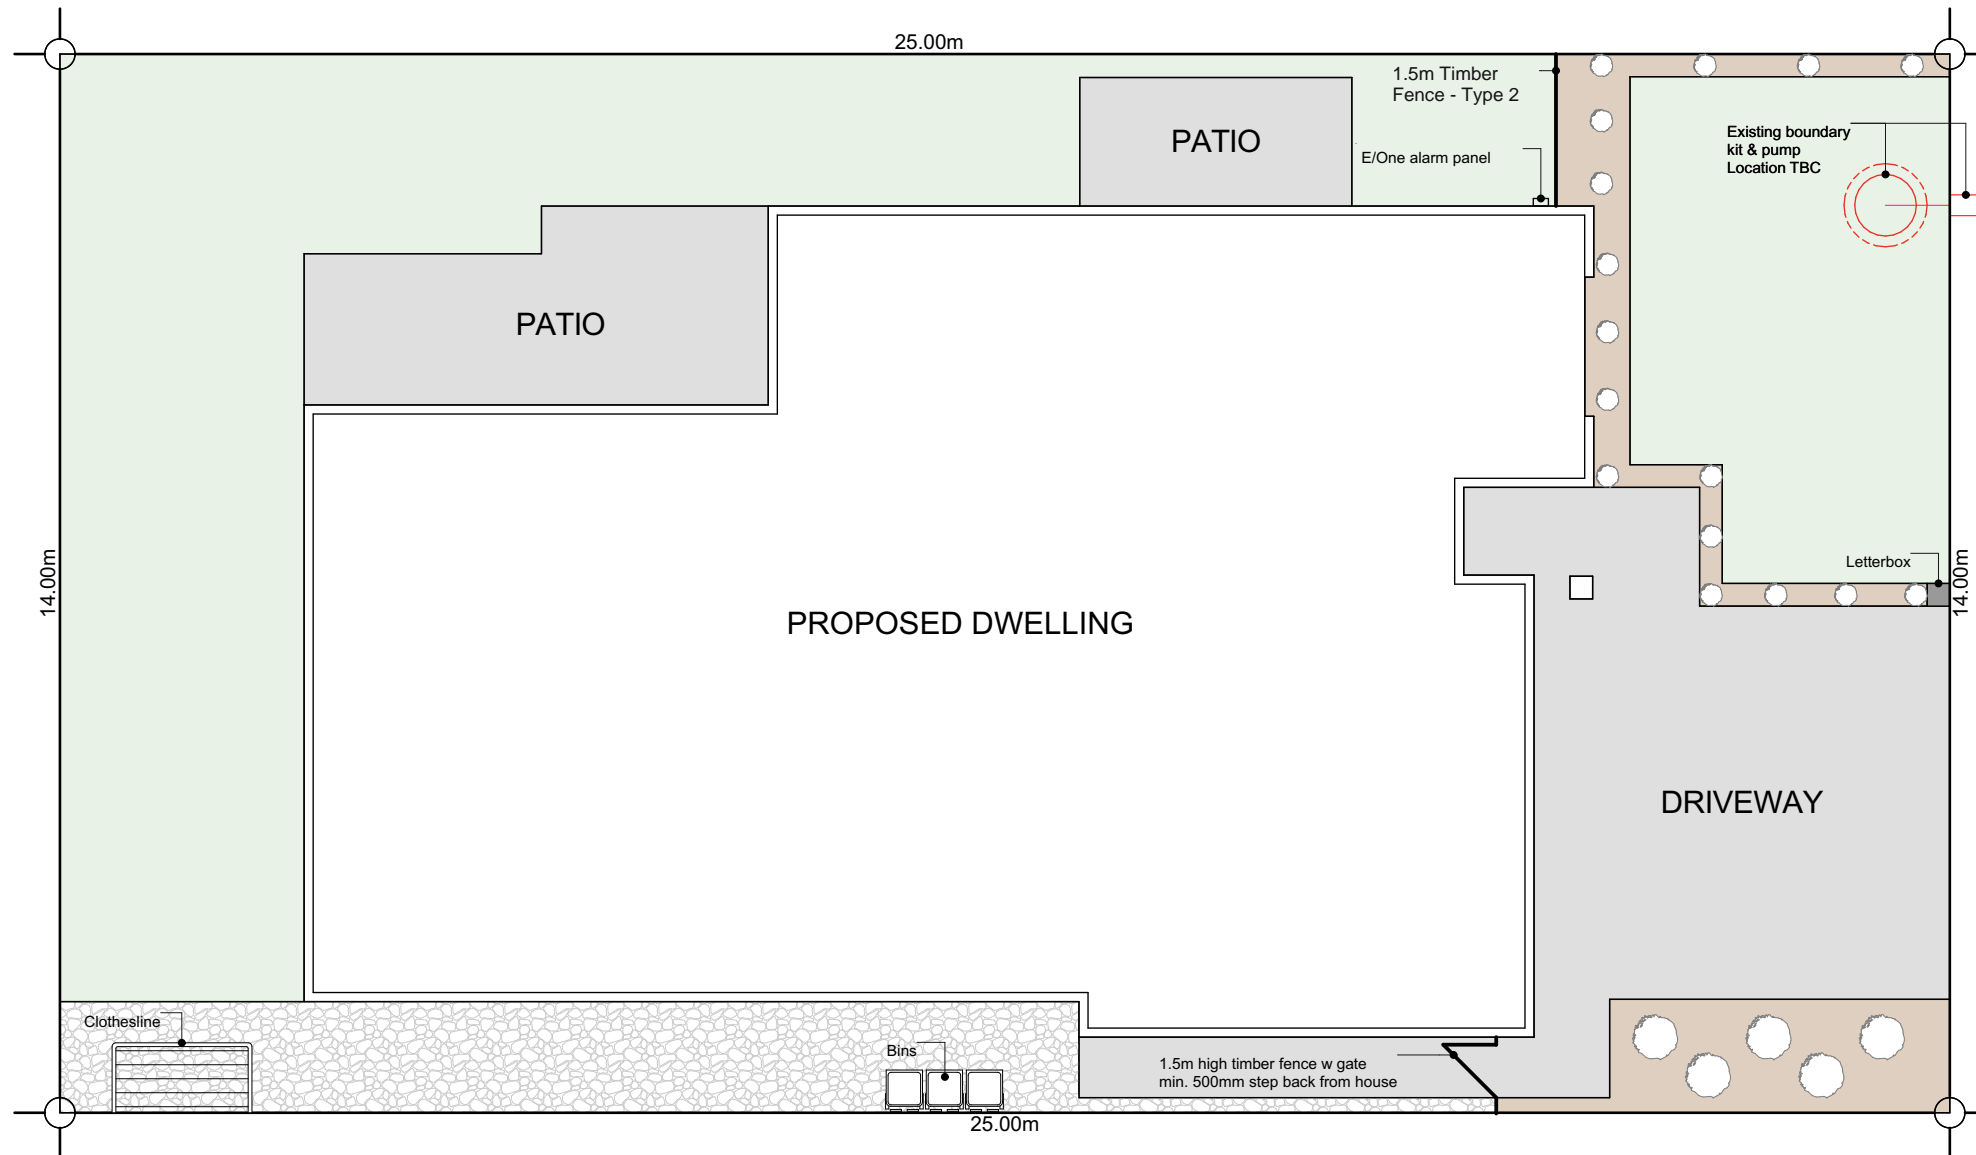 25.00m
1.5m Timber
Fence - Type 2
PATIO
E/One alarm panel
Existing boundary
kit & pump
Location TBC
PATIO
14.00m
Letterbox
14.00m
PROPOSED DWELLING
DRIVEWAY
Clothesline
Bins
1.5m high timber fence w gate
min. 500mm step back from house
25.00m